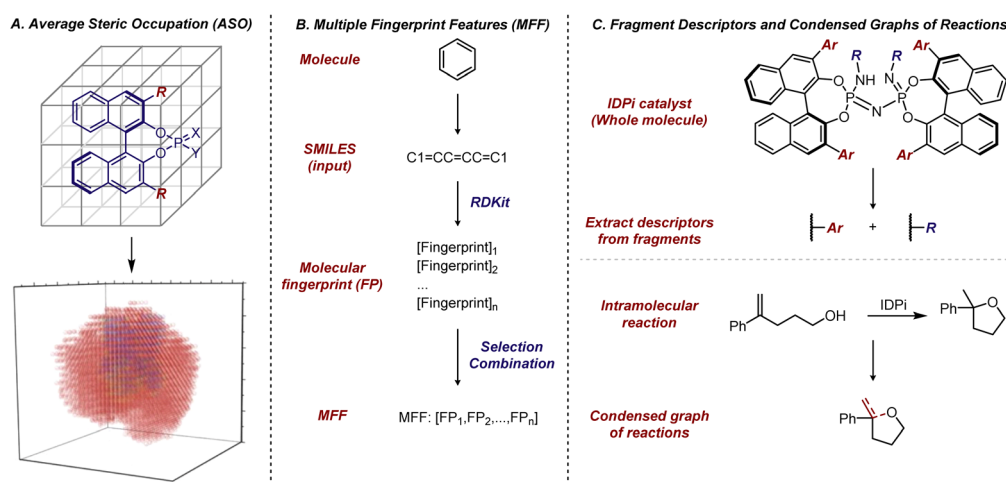 A. Average Steric Occupation (ASO)
R
O
O
P
X
Y
R
B. Multiple Fingerprint Features (MFF)
Molecule
SMILES
(input)
C1=CC=CC=C1
RDKit
Molecular
fingerprint (FP)
[Fingerprint]1
[Fingerprint]2
...
[Fingerprint]n
Selection
Combination
MFF
MFF: [FP1,FP2,...,FPn]
C. Fragment Descriptors and Condensed Graphs of Reactions
IDPi catalyst
(Whole molecule)
Ar
R
R
Ar
O
NH
N
O
P
P
O
N
O
Ar
Ar
Extract descriptors
from fragments
Ar
+
R
Intramolecular
reaction
Ph
OH
IDPi
Ph
O
Condensed graph
of reactions
Ph
O